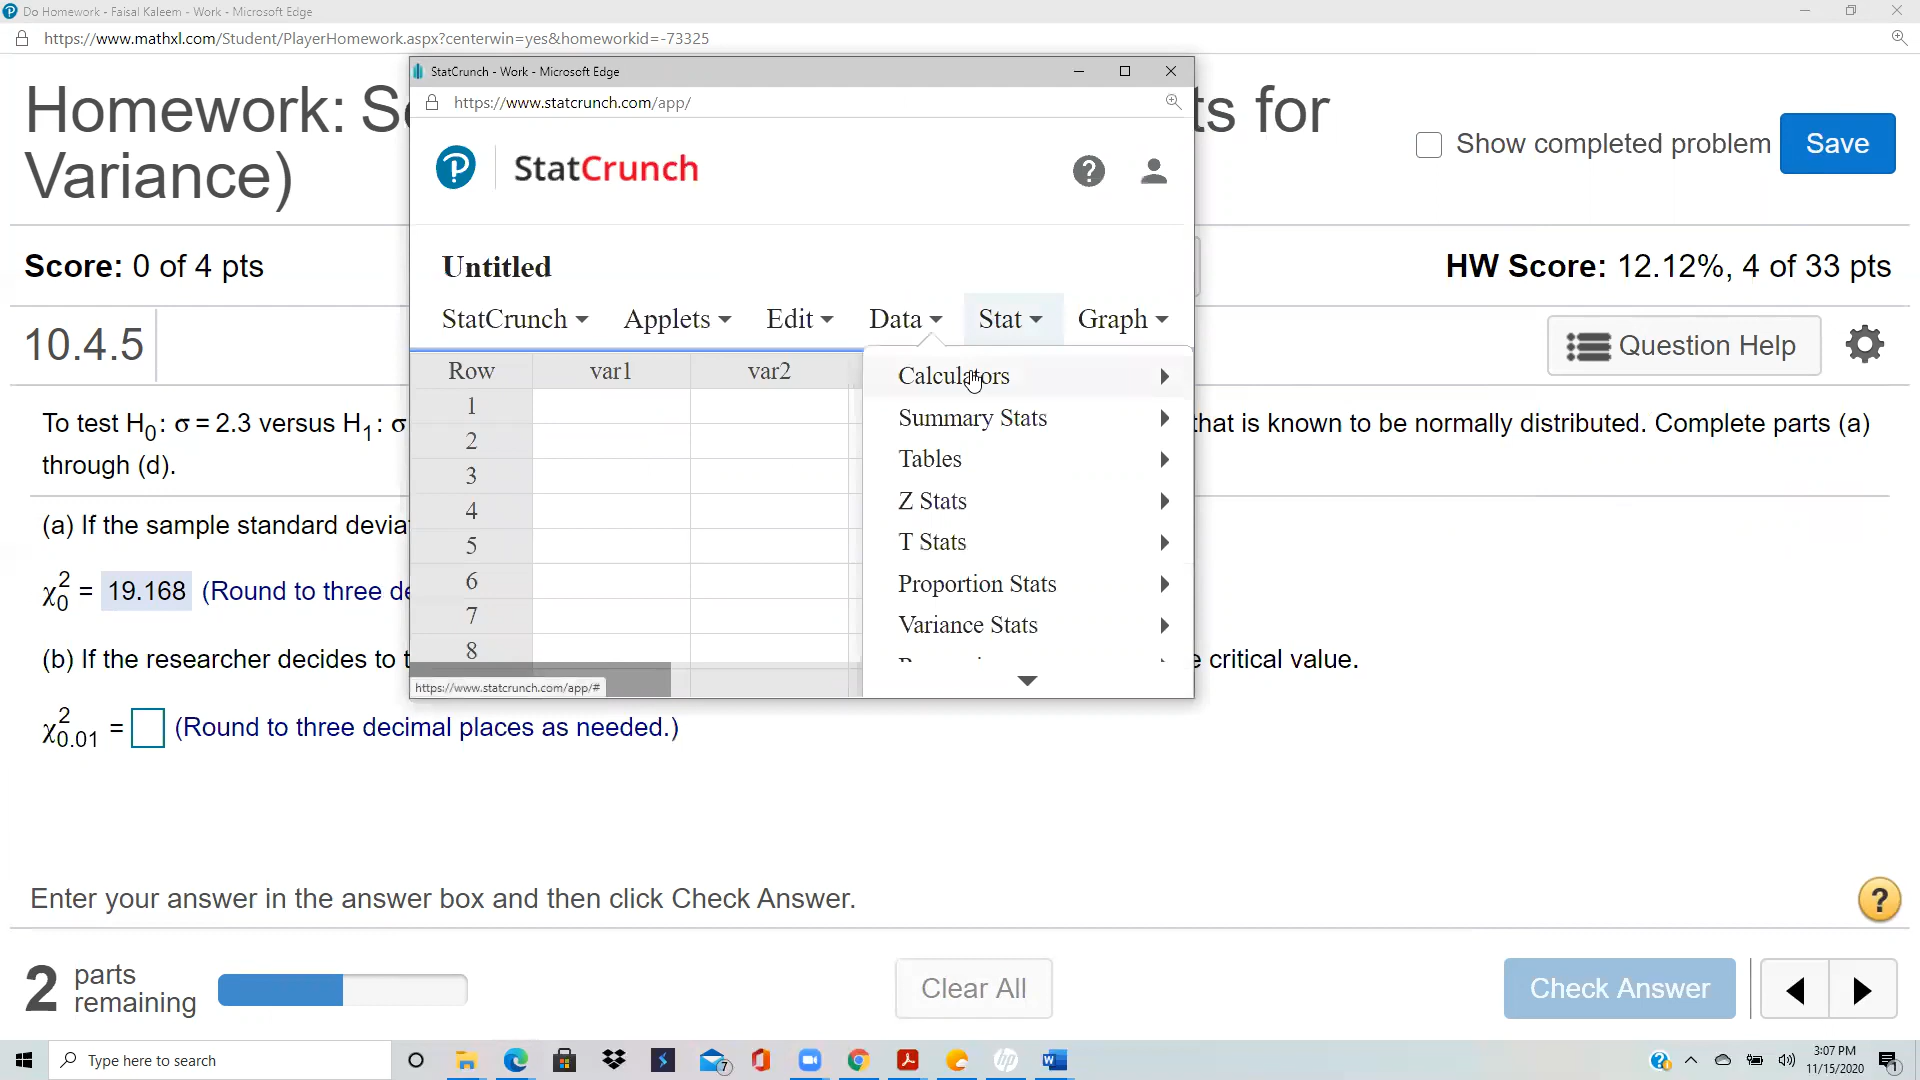 Do Homework - Faisal Kaleem - Work - Microsoft Edge
https://www.mathxl.com/Student/PlayerHomework.aspx?centerwin=yes&homeworkid=-73325
StatCrunch - Work - Microsoft Edge
https://www.statcrunch.com/app/
Homework: S
ts for
Variance)
Show completed problem
Save
StatCrunch
Score: 0 of 4 pts
HW Score: 12.12%, 4 of 33 pts
Untitled
StatCrunch Applets Edit Data Stat Graph
10.4.5
Question Help
Row var1 var2
1
2
3
4
5
6
7
8
Calculators
Summary Stats
Tables
Z Stats
T Stats
Proportion Stats
Variance Stats
https://www.statcrunch.com/app/#
To test H0: σ = 2.3 versus H1: σ
that is known to be normally distributed. Complete parts (a)
through (d).
(a) If the sample standard devia
χ²0 = 19.168 (Round to three de
(b) If the researcher decides to t
e critical value.
χ²0.01 = (Round to three decimal places as needed.)
Enter your answer in the answer box and then click Check Answer.
?
2 parts remaining
Clear All
Check Answer
Type here to search
7
3:07 PM
11/15/2020
1